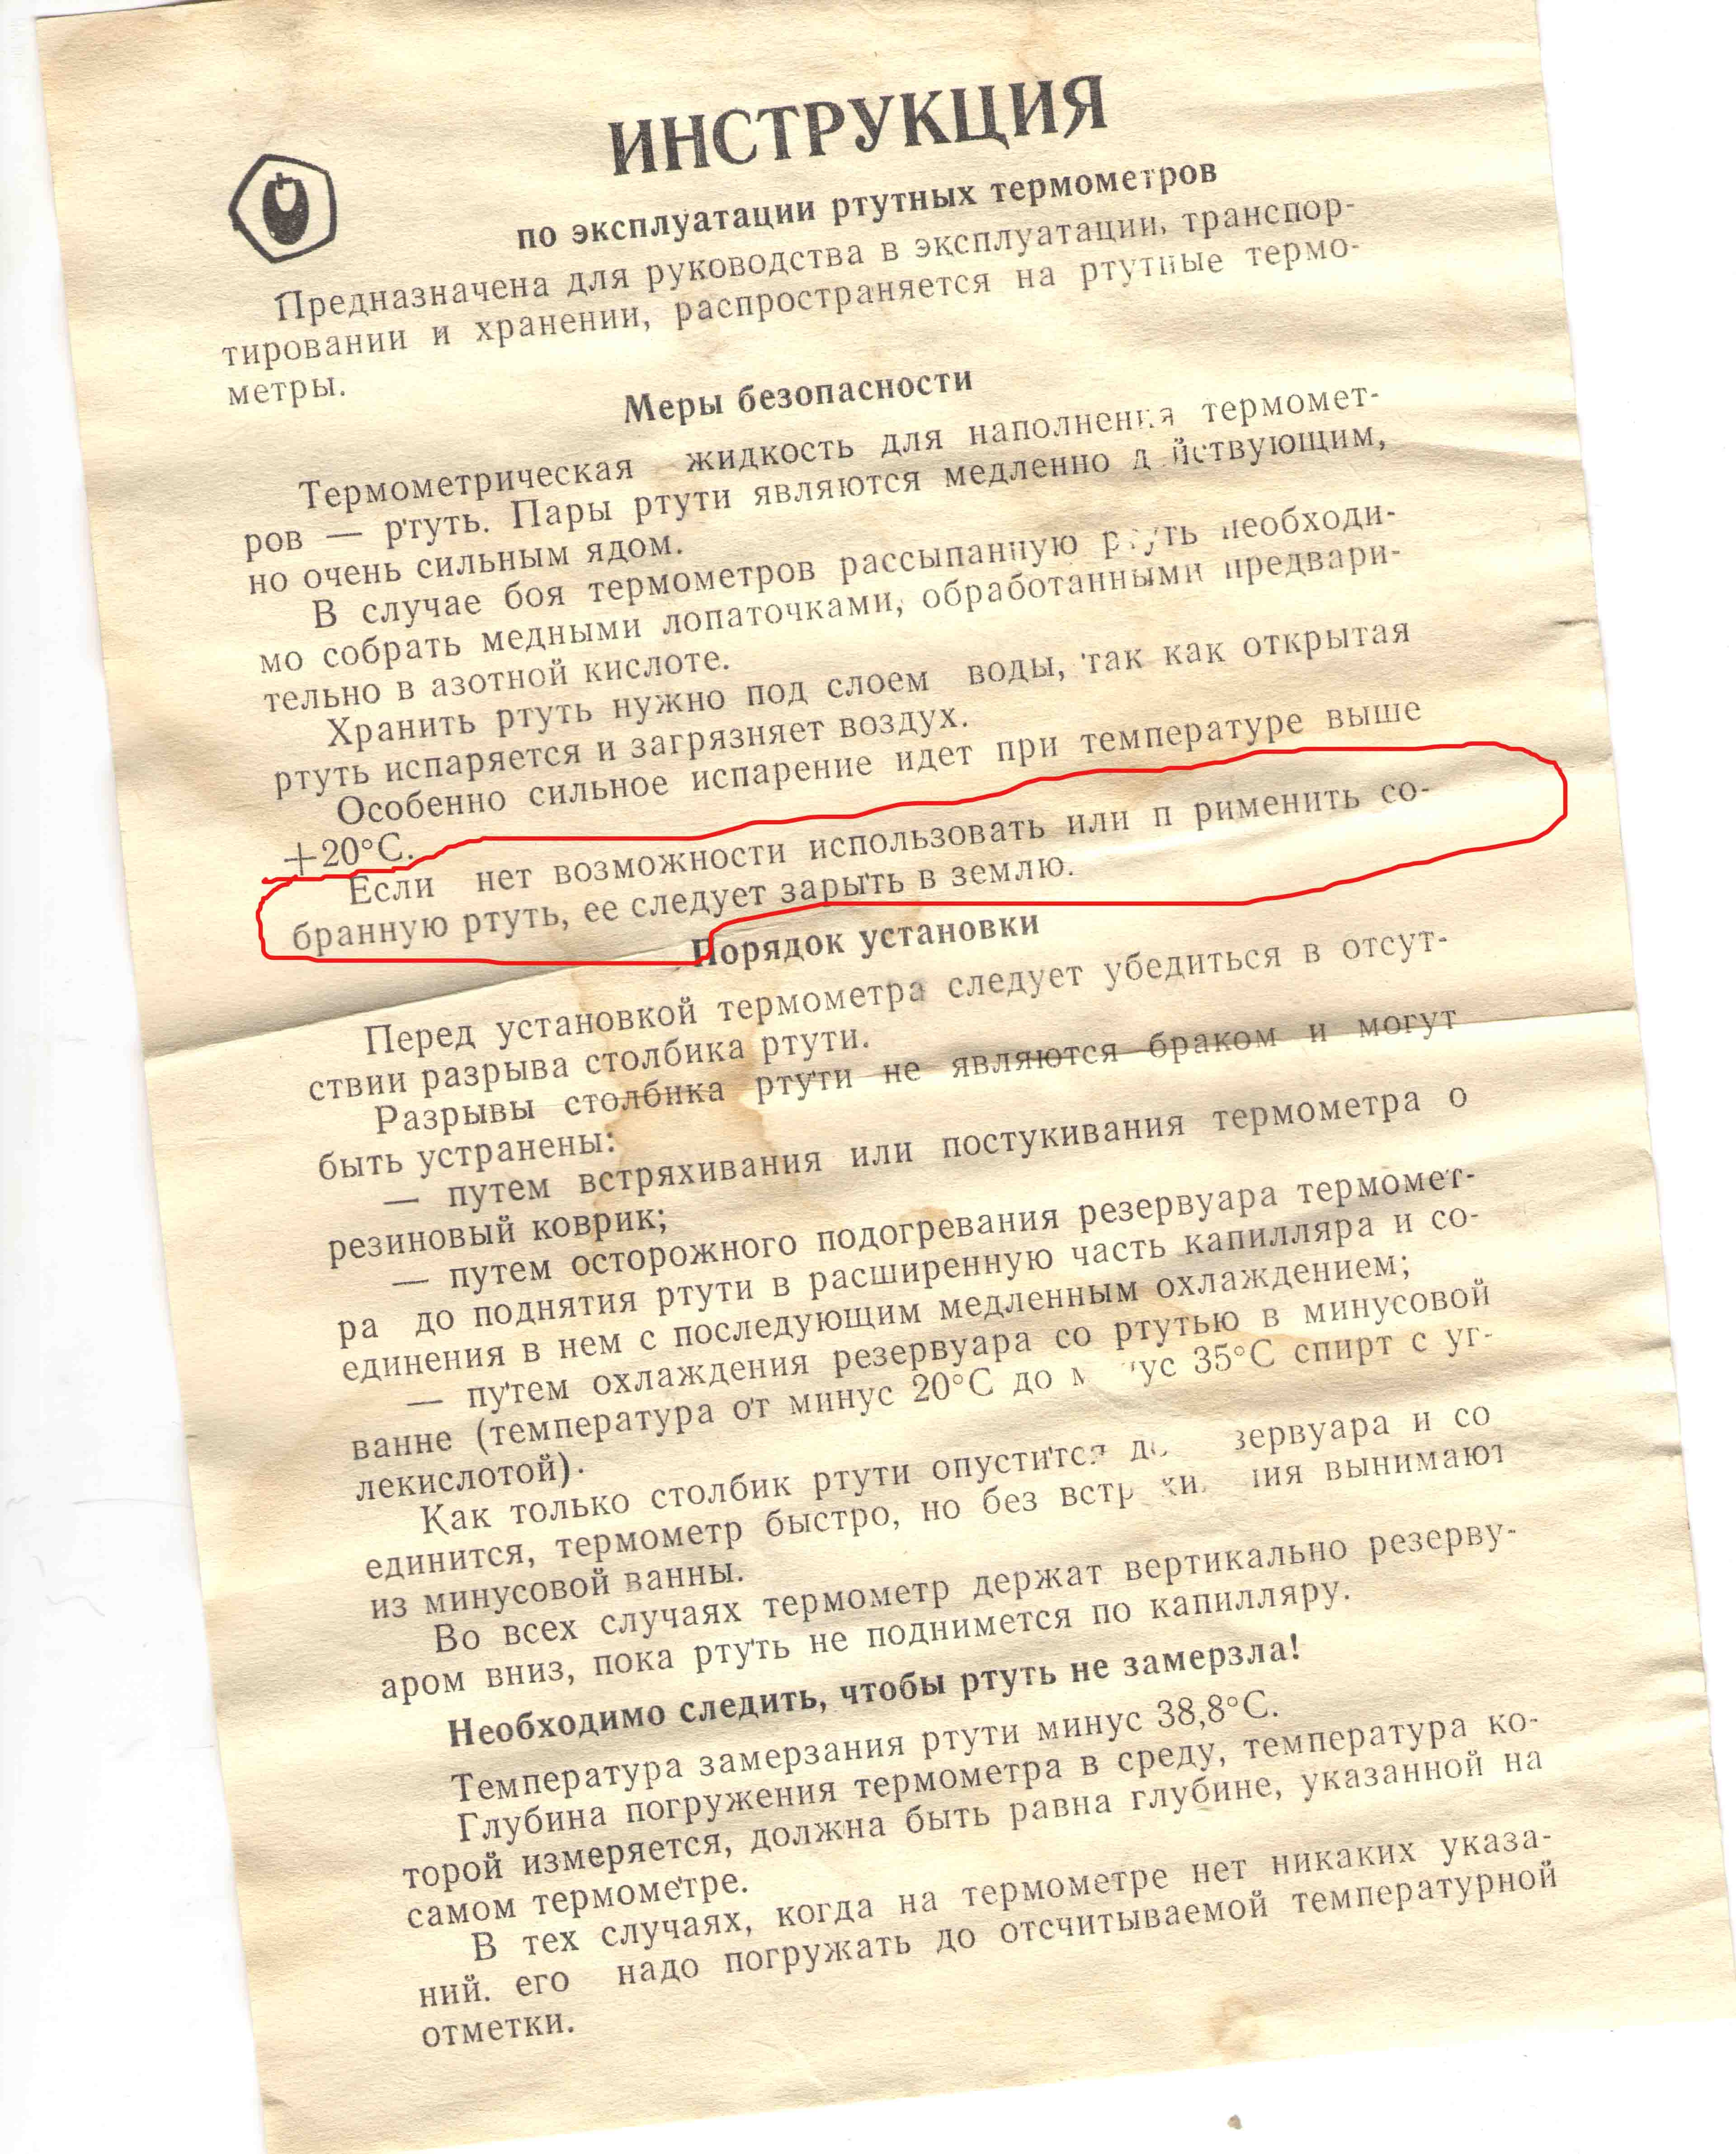 ИНСТРУКЦИЯ
по эксплуатации ртутных термометров
Предназначена для руководства в эксплуатации, транспор-
тировании и хранении, распространяется на ртутные термо-
метры.
Меры безопасности
Термометрическая жидкость для наполнения термомет-
ров — ртуть. Пары ртути являются медленно действующим,
но очень сильным ядом.
В случае боя термометров рассыпанную ртуть необходи-
мо собрать медными лопаточками, обработанными предвари-
тельно в азотной кислоте.
Хранить ртуть нужно под слоем воды, так как открытая
ртуть испаряется и загрязняет воздух.
Особенно сильное испарение идет при температуре выше
+20°С.
Если нет возможности использовать или п рименить со-
бранную ртуть, ее следует зарыть в землю.
Порядок установки
Перед установкой термометра следует убедиться в отсут-
ствии разрыва столбика ртути.
Разрывы столбика ртути не являются браком и могут
быть устранены:
— путем встряхивания или постукивания термометра о
резиновый коврик;
— путем осторожного подогревания резервуара термомет-
ра до поднятия ртути в расширенную часть капилляра и со-
единения в нем с последующим медленным охлаждением;
— путем охлаждения резервуара со ртутью в минусовой
ванне (температура от минус 20°С до минус 35°С спирт с уг-
лекислотой).
Как только столбик ртути опустится до резервуара и со
единится, термометр быстро, но без встряхивания вынимают
из минусовой ванны.
Во всех случаях термометр держат вертикально резерву-
аром вниз, пока ртуть не поднимется по капилляру.
Необходимо следить, чтобы ртуть не замерзла!
Температура замерзания ртути минус 38,8°С.
Глубина погружения термометра в среду, температура ко-
торой измеряется, должна быть равна глубине, указанной на
самом термометре.
В тех случаях, когда на термометре нет никаких указа-
ний. его надо погружать до отсчитываемой температурной
отметки.